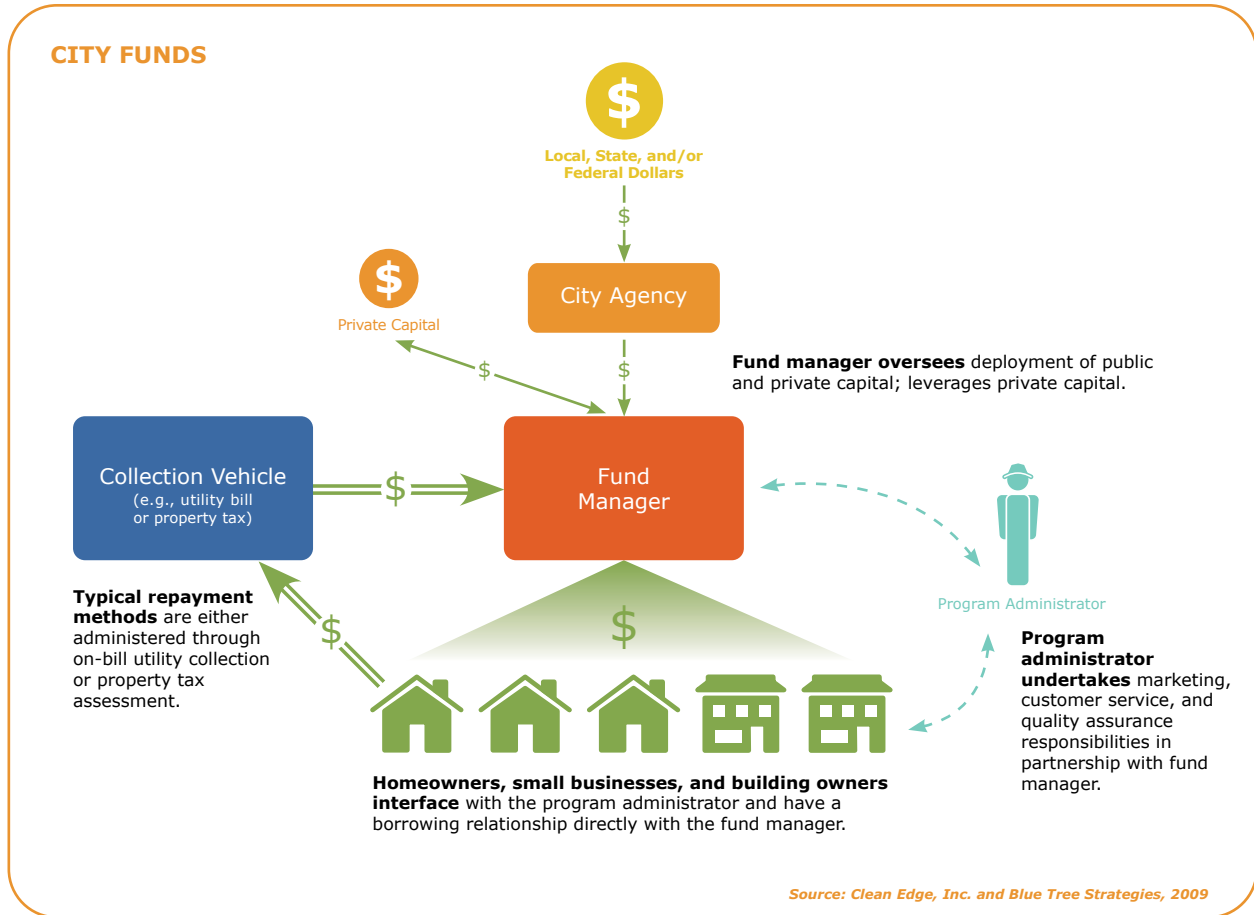 CITY FUNDS
$
Local, State, and/or
Federal Dollars
$
$
Private Capital
City Agency
$
$
Fund manager oversees deployment of public
and private capital; leverages private capital.
Collection Vehicle
(e.g., utility bill
or property tax)
$
Fund
Manager
Program Administrator
Typical repayment
methods are either
administered through
on-bill utility collection
or property tax
assessment.
$
$
Program
administrator
undertakes marketing,
customer service, and
quality assurance
responsibilities in
partnership with fund
manager.
Homeowners, small businesses, and building owners
interface with the program administrator and have a
borrowing relationship directly with the fund manager.
Source: Clean Edge, Inc. and Blue Tree Strategies, 2009